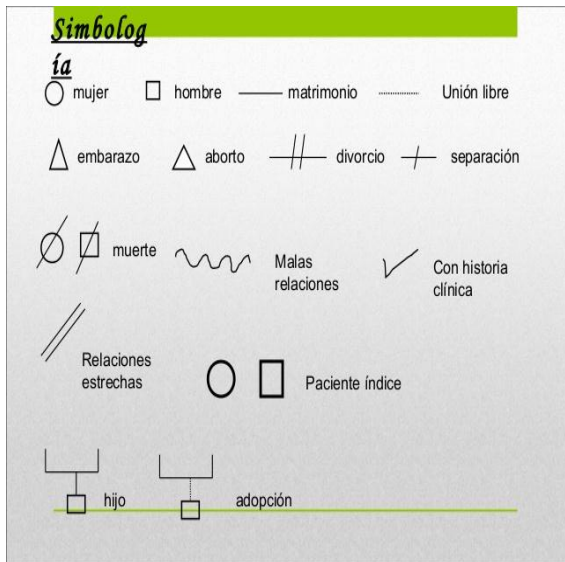 Simbolog
ía
mujer hombre matrimonio Unión libre
embarazo aborto divorcio separación
muerte Malas
relaciones Con historia
clínica
Relaciones
estrechas Paciente índice
hijo adopción